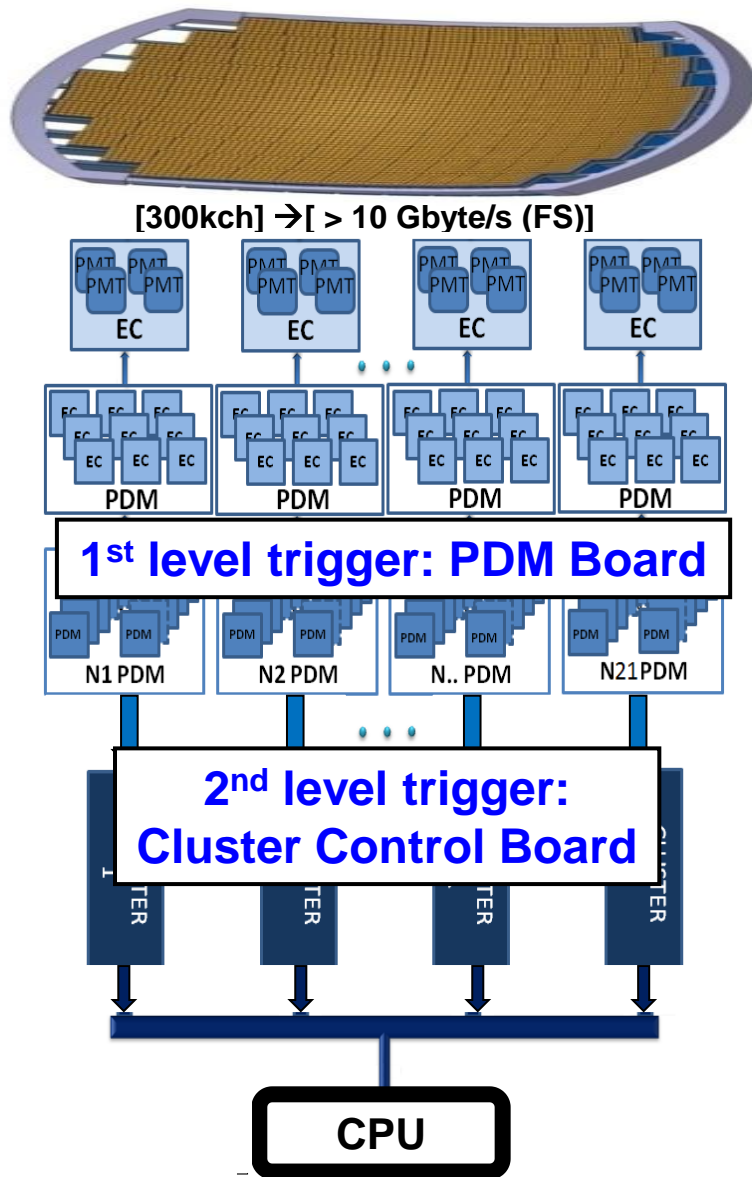 [300kch] →[ > 10 Gbyte/s (FS)]
PMT PMT PMT PMT
PMT PMT PMT PMT
PMT PMT PMT PMT
PMT PMT PMT PMT
EC EC EC EC
EC EC EC EC EC EC EC EC EC EC EC EC
EC EC EC EC EC EC EC EC EC EC EC EC
PDM PDM PDM PDM
1st level trigger: PDM Board
PDM PDM PDM PDM PDM PDM PDM PDM
N1 PDM N2 PDM N.. PDM N21PDM
2nd level trigger:
Cluster Control Board
CLUSTER
CPU